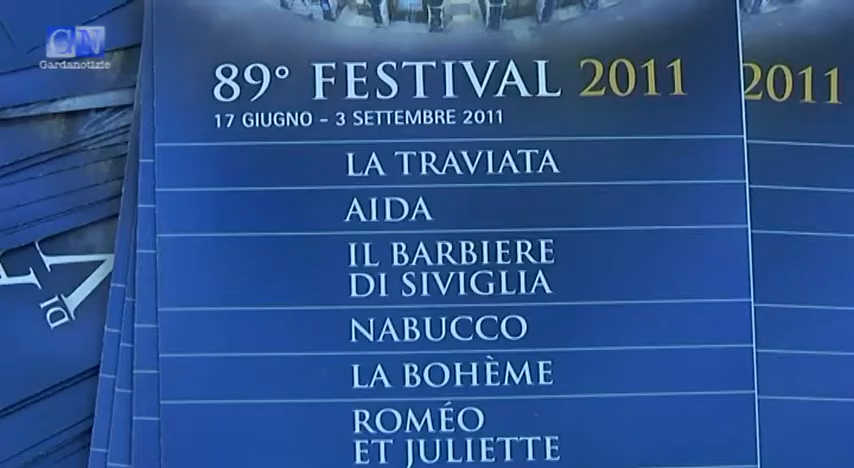 GN
Gardanotizie
89° FESTIVAL 2011
17 GIUGNO - 3 SETTEMBRE 2011
LA TRAVIATA
AIDA
IL BARBIERE
DI SIVIGLIA
NABUCCO
LA BOHÈME
ROMÉO
ET JULIETTE
2011
DI